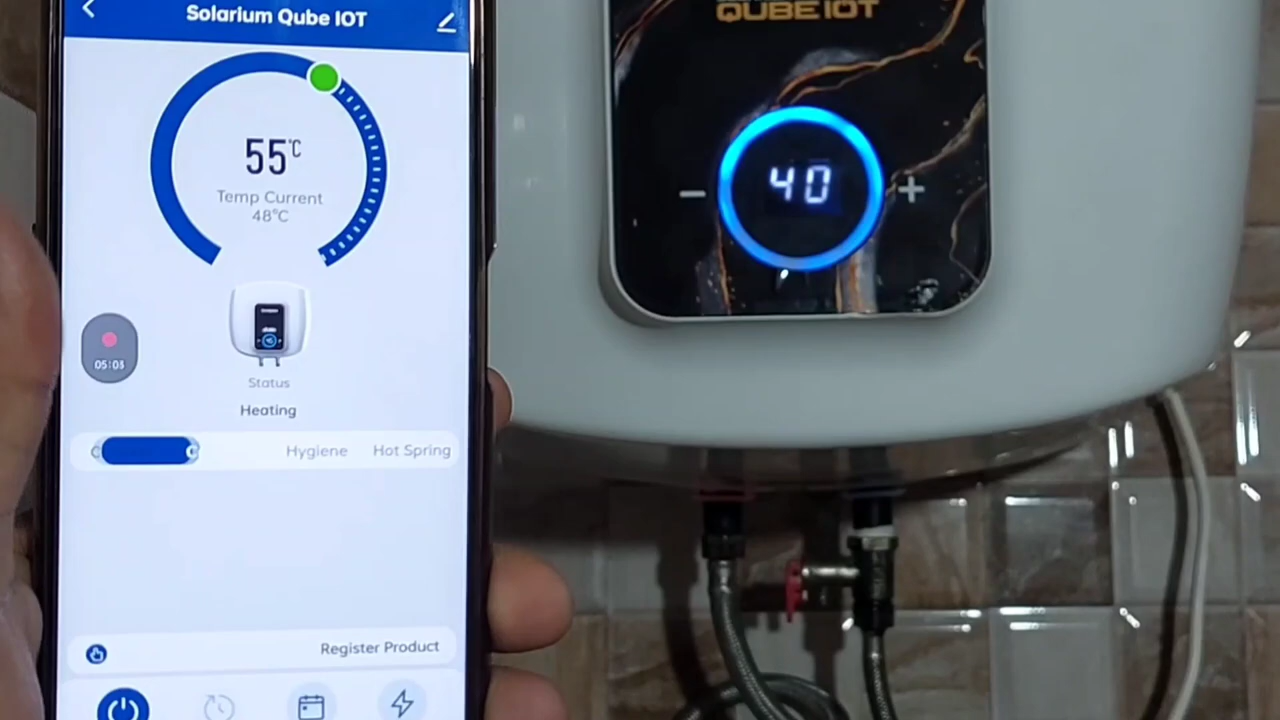 Solarium Qube IOT
55°C
Temp Current
48°C
05:03
Status
Heating
Hygiene Hot Spring
Register Product
QUBE IOT
- 40 +